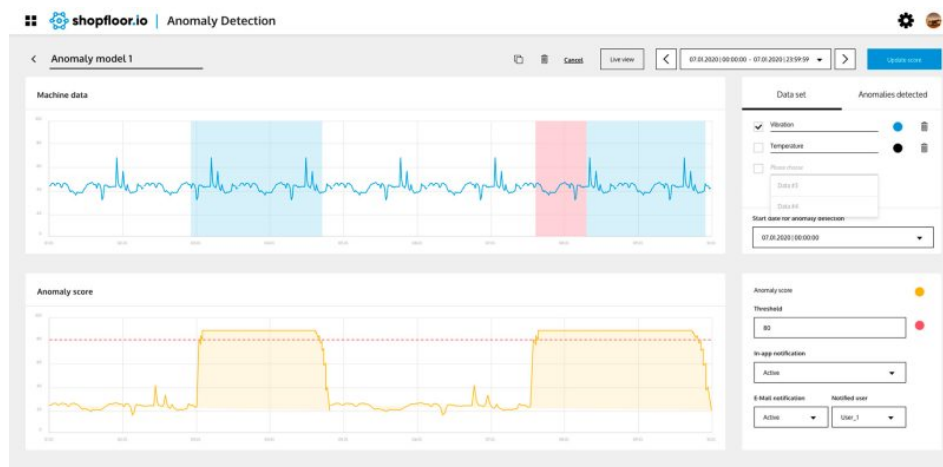 shopfloor.io | Anomaly Detection
Anomaly model 1
Cancel
Live view
07.01.2020 | 00:00:00 - 07.01.2020 | 23:59:59
Update score
Machine data
Data set
Anomalies detected
Vibration
Temperature
Please choose
Data #3
Data #4
Start date for anomaly detection
07.01.2020 | 00:00:00
Anomaly score
Anomaly score
Threshold
80
In-app notification
Active
E-Mail notification
Notified user
Active
User_1